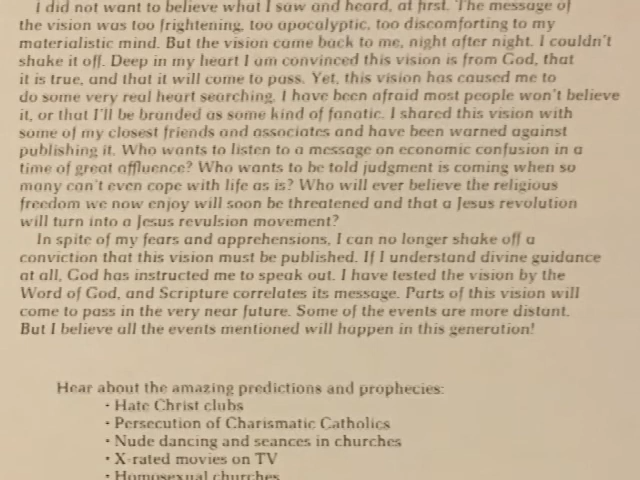 I did not want to believe what I saw and heard, at first. The message of
the vision was too frightening, too apocalyptic, too discomforting to my
materialistic mind. But the vision came back to me, night after night. I couldn't
shake it off. Deep in my heart I am convinced this vision is from God, that
it is true, and that it will come to pass. Yet, this vision has caused me to
do some very real heart searching. I have been afraid most people won't believe
it, or that I'll be branded as some kind of fanatic. I shared this vision with
some of my closest friends and associates and have been warned against
publishing it. Who wants to listen to a message on economic confusion in a
time of great affluence? Who wants to be told judgment is coming when so
many can't even cope with life as is? Who will ever believe the religious
freedom we now enjoy will soon be threatened and that a Jesus revolution
will turn into a Jesus revulsion movement?
In spite of my fears and apprehensions, I can no longer shake off a
conviction that this vision must be published. If I understand divine guidance
at all, God has instructed me to speak out. I have tested the vision by the
Word of God, and Scripture correlates its message. Parts of this vision will
come to pass in the very near future. Some of the events are more distant.
But I believe all the events mentioned will happen in this generation!
Hear about the amazing predictions and prophecies:
- Hate Christ clubs
- Persecution of Charismatic Catholics
- Nude dancing and seances in churches
- X-rated movies on TV
- Homosexual churches